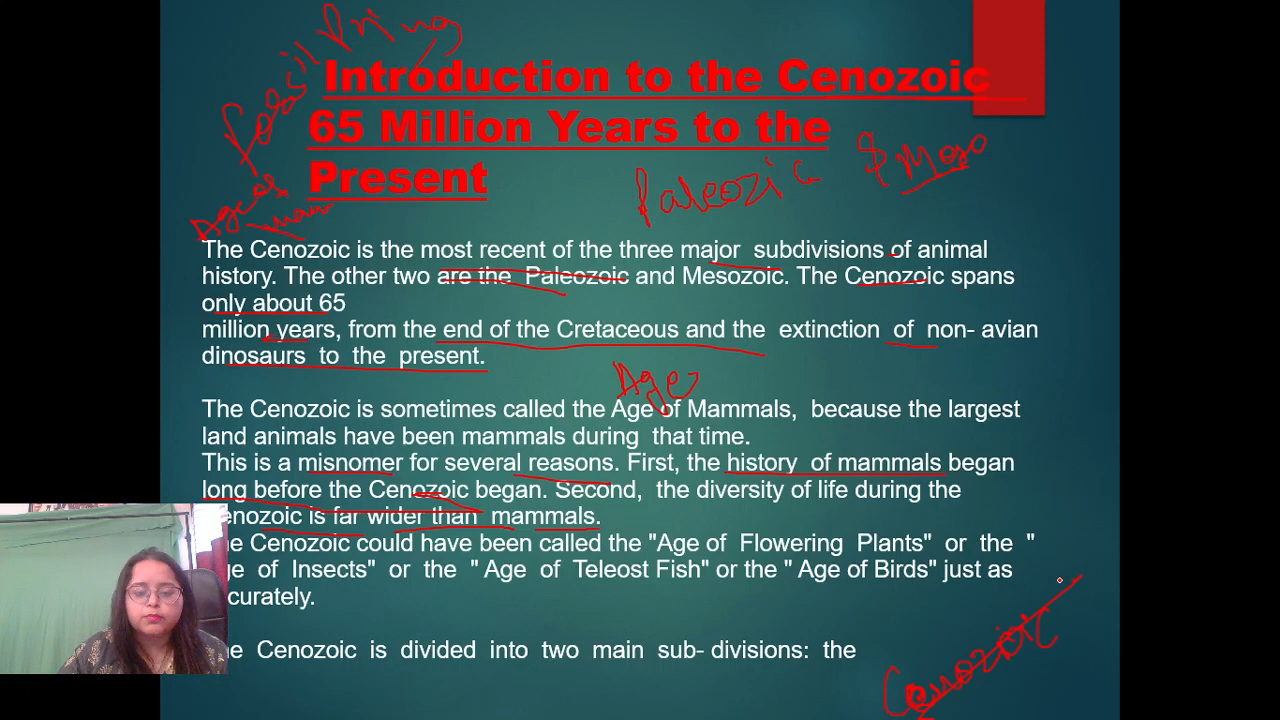 Introduction to the Cenozoic
65 Million Years to the
Present
Paleozic
& Meso
Age of
man
The Cenozoic is the most recent of the three major subdivisions of animal
history. The other two are the Paleozoic and Mesozoic. The Cenozoic spans
only about 65
million years, from the end of the Cretaceous and the extinction of non- avian
dinosaurs to the present.
Age
The Cenozoic is sometimes called the Age of Mammals, because the largest
land animals have been mammals during that time.
This is a misnomer for several reasons. First, the history of mammals began
long before the Cenozoic began. Second, the diversity of life during the
enozoic is far wider than mammals.
e Cenozoic could have been called the "Age of Flowering Plants" or the "
ge of Insects" or the " Age of Teleost Fish" or the " Age of Birds" just as
curately.
e Cenozoic is divided into two main sub- divisions: the
Cenozoic